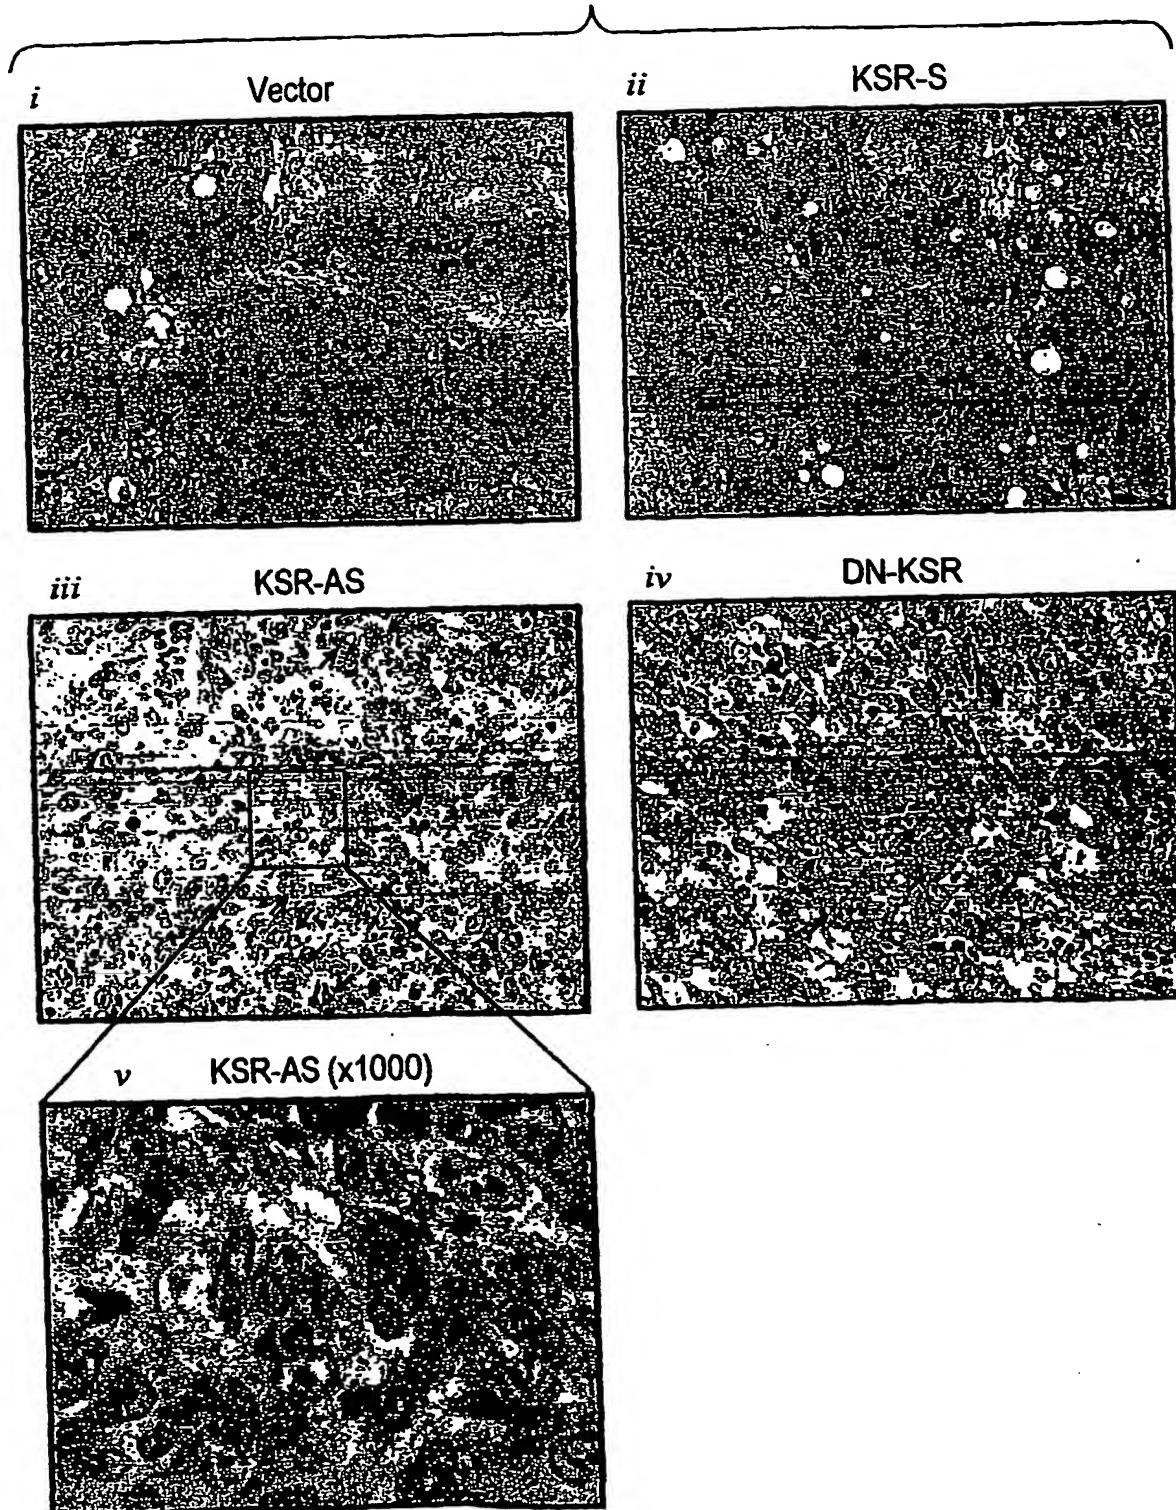 i Vector
ii KSR-S
iii KSR-AS
iv DN-KSR
v KSR-AS (x1000)